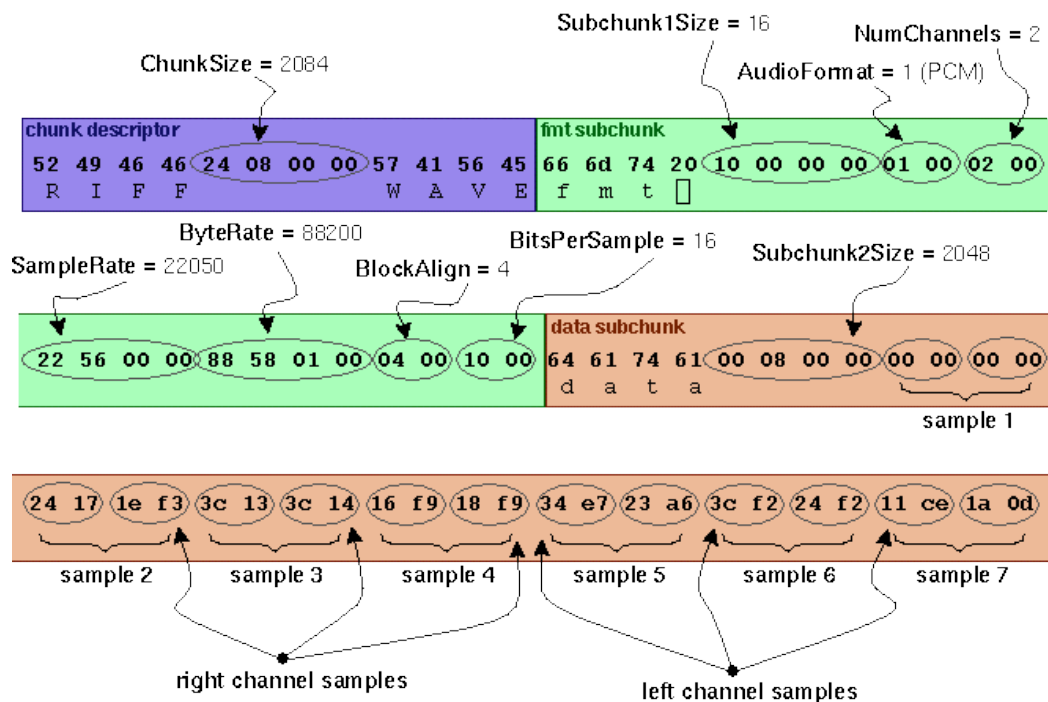 Subchunk1Size = 16
NumChannels = 2
ChunkSize = 2084
AudioFormat = 1 (PCM)
chunk descriptor fmt subchunk
52 49 46 46 24 08 00 00 57 41 56 45 66 6d 74 20 10 00 00 00 01 00 02 00
R I F F W A V E f m t
ByteRate = 88200
BitsPerSample = 16
SampleRate = 22050
BlockAlign = 4
Subchunk2Size = 2048
data subchunk
22 56 00 00 88 58 01 00 04 00 10 00 64 61 74 61 00 08 00 00 00 00 00 00
d a t a
sample 1
24 17 1e f3 3c 13 3c 14 16 f9 18 f9 34 e7 23 a6 3c f2 24 f2 11 ce 1a 0d
sample 2 sample 3 sample 4 sample 5 sample 6 sample 7
right channel samples
left channel samples